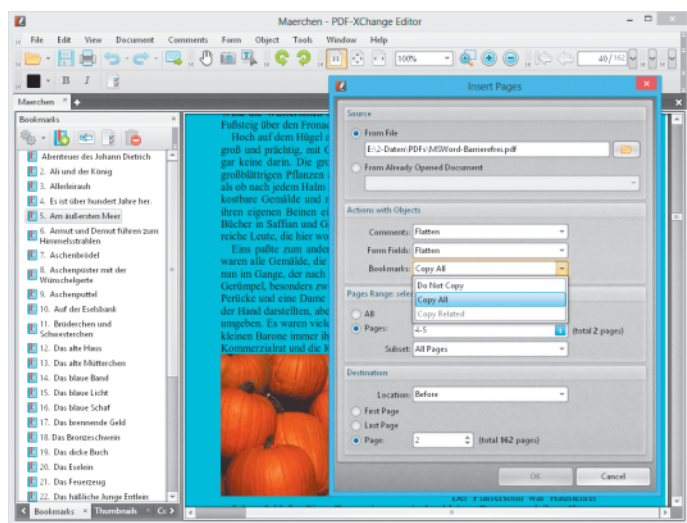 Maerchen - PDF-XChange Editor
File Edit View Document Comments Form Object Tools Window Help
100%
40/162
B I
Maerchen
Insert Pages
Bookmarks
Abenteuer des Johann Dietrich
2. Ali und der König
3. Allerleirauh
4. Es ist über hundert Jahre her.
5. Am äußersten Meer
6. Armut und Demut führen zum
Himmelsstrahlen
7. Aschenbrödel
8. Aschenpüster mit der
Wünschelgerte
9. Aschenputtel
10. Auf der Eselsbank
11. Brüderchen und
Schwesterchen
12. Das alte Haus
13. Das alte Mütterchen
14. Das blaue Band
15. Das blaue Licht
16. Das blaue Schaf
17. Das brennende Geld
18. Das Bronzeschwein
19. Das dicke Buch
20. Das Eselein
21. Das Feuerzeug
22. Das häßliche Junge Entlein
Bookmarks Thumbnails
Fußsteig über den Fronac
Hoch auf dem Hügel
groß und prächtig, mit
gar keine darin. Die gr
großblättrigen Pflanzen
als ob nach jedem Halm
kostbare Gemälde und
ihren eigenen Beinen ei
Bücher in Saffian und G
reiche Leute, die hier wo
Eins paßte zum ander
waren alle Gemälde, die
nun im Gange, der nach
Gerümpel, besonders zw
Perücke und eine Dame
der Hand darstellten, abe
umgeben. Es waren viele
kleinen Barone immer ih
Kommerzialrat und die K
Source
From File
E:\2-Daten\PDFs\MSWord-Barrierefrei.pdf
From Already Opened Document
Actions with Objects
Comments: Flatten
Form Fields: Flatten
Bookmarks: Copy All
Do Not Copy
Copy All
Copy Related
Pages Range: selec
All
Pages: 4-5 (total 2 pages)
Subset: All Pages
Destination
Location: Before
First Page
Last Page
Page: 2 (total 162 pages)
OK Cancel